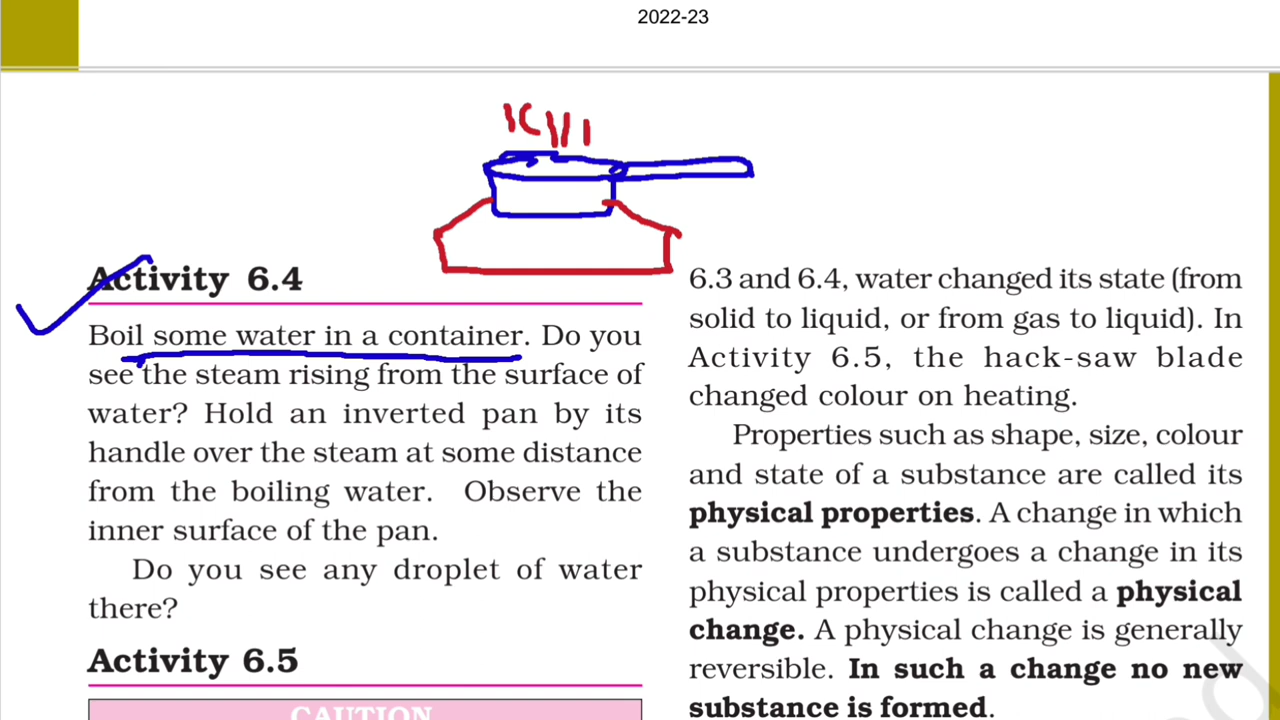 2022-23
Activity 6.4
Boil some water in a container. Do you
see the steam rising from the surface of
water? Hold an inverted pan by its
handle over the steam at some distance
from the boiling water. Observe the
inner surface of the pan.
Do you see any droplet of water
there?
Activity 6.5
CAUTION
6.3 and 6.4, water changed its state (from
solid to liquid, or from gas to liquid). In
Activity 6.5, the hack-saw blade
changed colour on heating.
Properties such as shape, size, colour
and state of a substance are called its
physical properties. A change in which
a substance undergoes a change in its
physical properties is called a physical
change. A physical change is generally
reversible. In such a change no new
substance is formed.